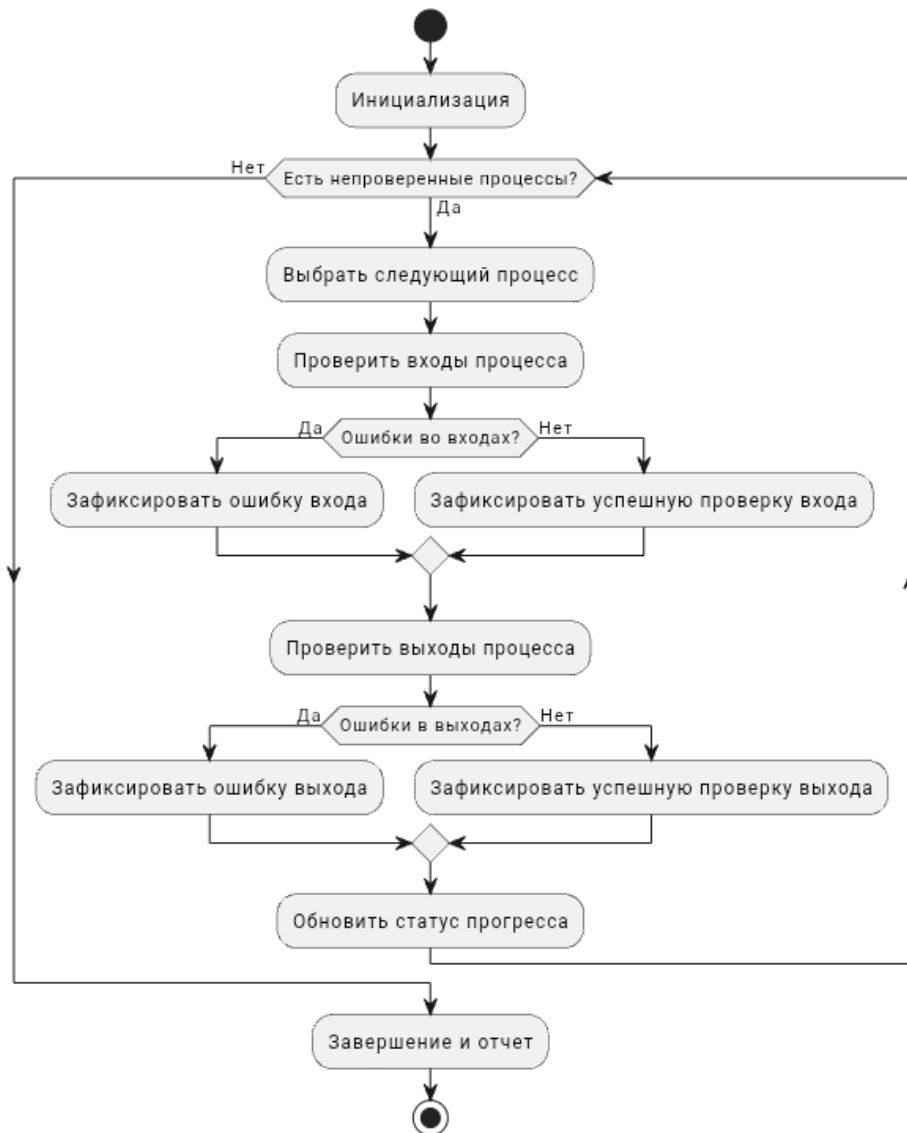 Инициализация
Нет
Есть непроверенные процессы?
Да
Выбрать следующий процесс
Проверить входы процесса
Да
Ошибки во входах?
Нет
Зафиксировать ошибку входа
Зафиксировать успешную проверку входа
Проверить выходы процесса
Да
Ошибки в выходах?
Нет
Зафиксировать ошибку выхода
Зафиксировать успешную проверку выхода
Обновить статус прогресса
Завершение и отчет